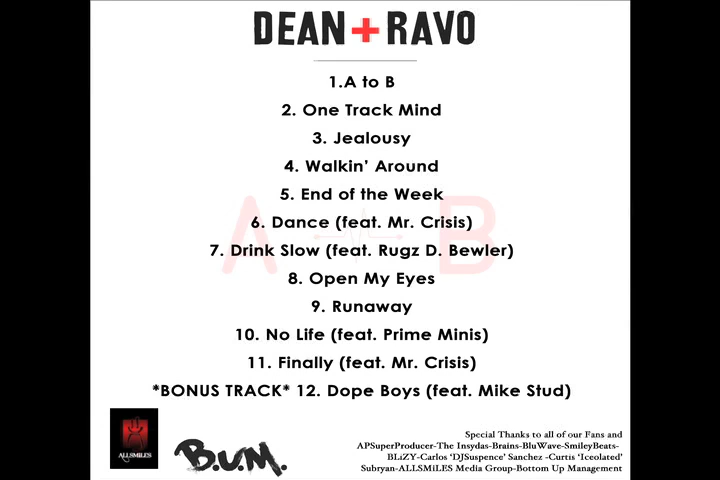 DEAN+RAVO
1.A to B
2. One Track Mind
3. Jealousy
4. Walkin' Around
5. End of the Week
6. Dance (feat. Mr. Crisis)
7. Drink Slow (feat. Rugz D. Bewler)
8. Open My Eyes
9. Runaway
10. No Life (feat. Prime Minis)
11. Finally (feat. Mr. Crisis)
*BONUS TRACK* 12. Dope Boys (feat. Mike Stud)
A B
ALLSMiLES
B.U.M.
Special Thanks to all of our Fans and
APSuperProducer-The Insydas-Brains-BluWave-SmileyBeats-
BLiZY-Carlos 'DJSuspence' Sanchez -Curtis 'Iceolated'
Subryan-ALLSMiLES Media Group-Bottom Up Management